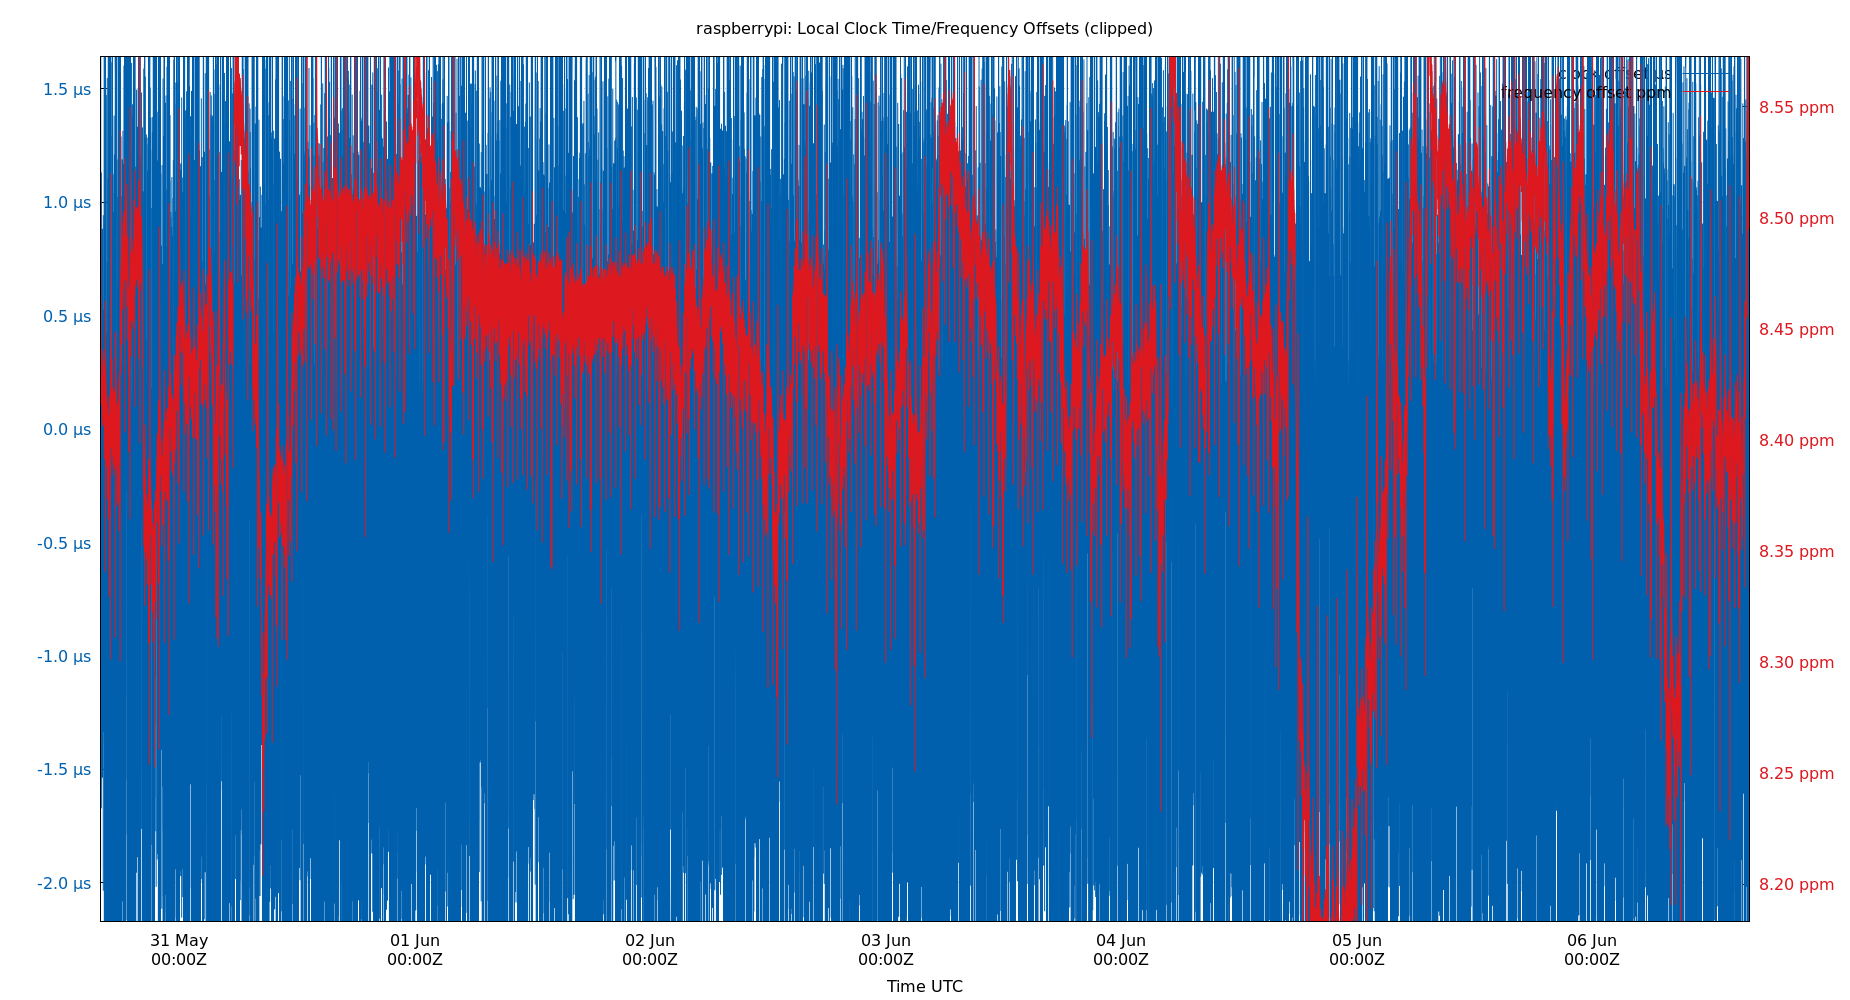 raspberrypi: Local Clock Time/Frequency Offsets (clipped)
clock offset µs
frequency offset ppm
1.5 µs
1.0 µs
0.5 µs
0.0 µs
-0.5 µs
-1.0 µs
-1.5 µs
-2.0 µs
8.55 ppm
8.50 ppm
8.45 ppm
8.40 ppm
8.35 ppm
8.30 ppm
8.25 ppm
8.20 ppm
31 May 01 Jun 02 Jun 03 Jun 04 Jun 05 Jun 06 Jun
00:00Z 00:00Z 00:00Z 00:00Z 00:00Z 00:00Z 00:00Z
Time UTC